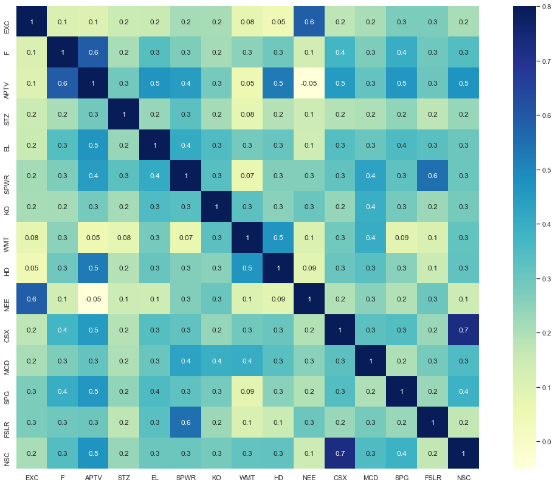 EXC 1 0.1 0.1 0.2 0.2 0.2 0.2 0.08 0.05 0.6 0.2 0.2 0.3 0.3 0.2
F 0.1 1 0.6 0.2 0.3 0.3 0.2 0.3 0.3 0.1 0.4 0.3 0.4 0.3 0.3
APTV 0.1 0.6 1 0.3 0.5 0.4 0.3 0.05 0.5 -0.05 0.5 0.3 0.5 0.3 0.5
STZ 0.2 0.2 0.3 1 0.2 0.3 0.2 0.08 0.2 0.1 0.2 0.2 0.2 0.2 0.2
EL 0.2 0.3 0.5 0.2 1 0.4 0.3 0.3 0.3 0.1 0.3 0.3 0.4 0.3 0.3
SPWR 0.2 0.3 0.4 0.3 0.4 1 0.3 0.07 0.3 0.3 0.3 0.4 0.3 0.6 0.3
KO 0.2 0.2 0.3 0.2 0.3 0.3 1 0.3 0.3 0.3 0.2 0.4 0.3 0.2 0.3
WMT 0.08 0.3 0.05 0.08 0.3 0.07 0.3 1 0.5 0.1 0.3 0.4 0.09 0.1 0.3
HD 0.05 0.3 0.5 0.2 0.3 0.3 0.3 0.5 1 0.09 0.3 0.3 0.3 0.1 0.3
NEE 0.6 0.1 -0.05 0.1 0.1 0.3 0.3 0.1 0.09 1 0.2 0.3 0.2 0.3 0.1
CSX 0.2 0.4 0.5 0.2 0.3 0.3 0.2 0.3 0.3 0.2 1 0.3 0.3 0.2 0.7
MCD 0.2 0.3 0.3 0.2 0.3 0.4 0.4 0.4 0.3 0.3 0.3 1 0.2 0.3 0.3
SPG 0.3 0.4 0.5 0.2 0.4 0.3 0.3 0.09 0.3 0.2 0.3 0.2 1 0.3 0.4
FSLR 0.3 0.3 0.3 0.2 0.3 0.6 0.2 0.1 0.1 0.3 0.2 0.3 0.3 1 0.2
NSC 0.2 0.3 0.5 0.2 0.3 0.3 0.3 0.3 0.3 0.1 0.7 0.3 0.4 0.2 1
EXC F APTV STZ EL SPWR KO WMT HD NEE CSX MCD SPG FSLR NSC
0.8
0.7
0.6
0.5
0.4
0.3
0.2
0.1
0.0